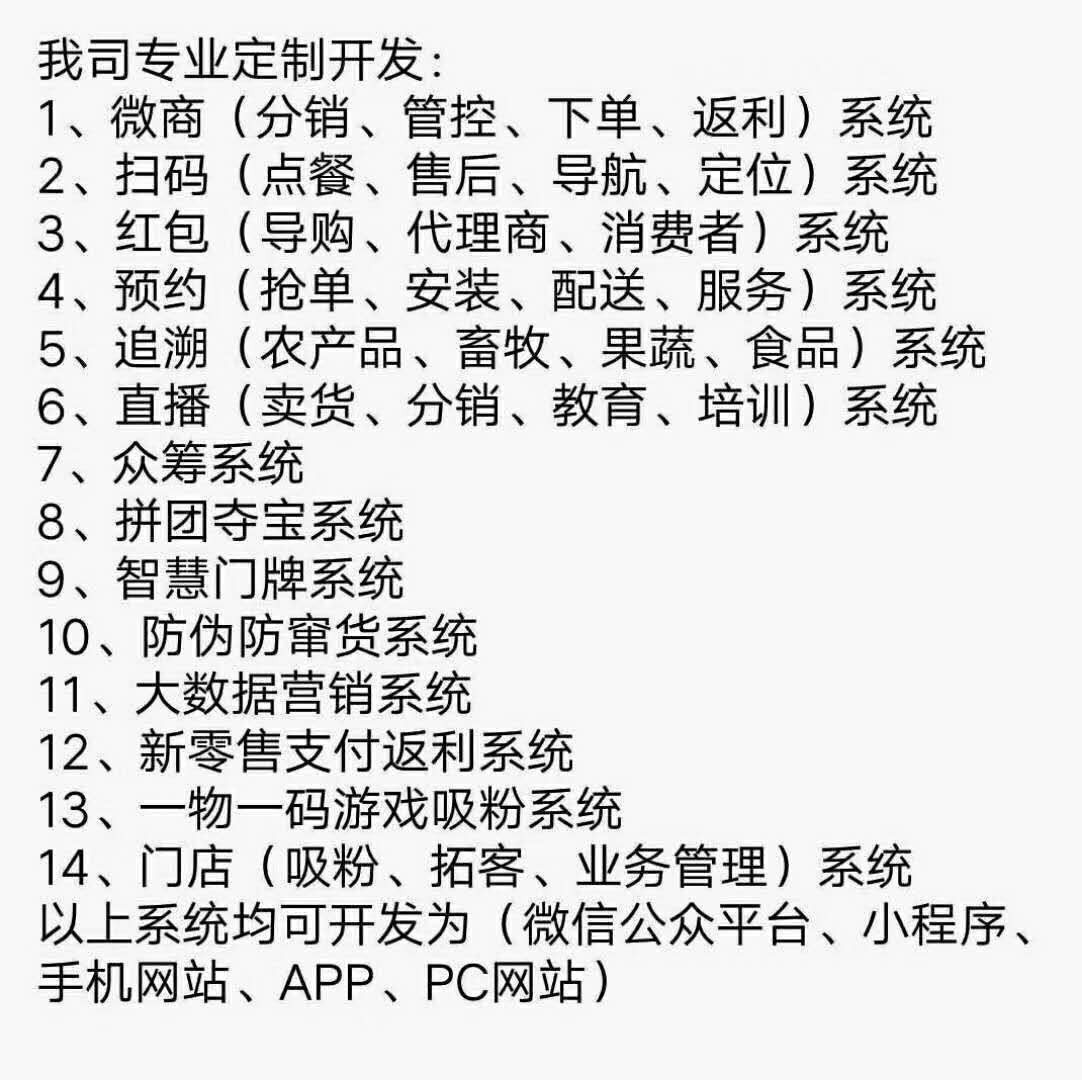 我司专业定制开发：
1、微商（分销、管控、下单、返利）系统
2、扫码（点餐、售后、导航、定位）系统
3、红包（导购、代理商、消费者）系统
4、预约（抢单、安装、配送、服务）系统
5、追溯（农产品、畜牧、果蔬、食品）系统
6、直播（卖货、分销、教育、培训）系统
7、众筹系统
8、拼团夺宝系统
9、智慧门牌系统
10、防伪防窜货系统
11、大数据营销系统
12、新零售支付返利系统
13、一物一码游戏吸粉系统
14、门店（吸粉、拓客、业务管理）系统
以上系统均可开发为（微信公众平台、小程序、
手机网站、APP、PC网站）